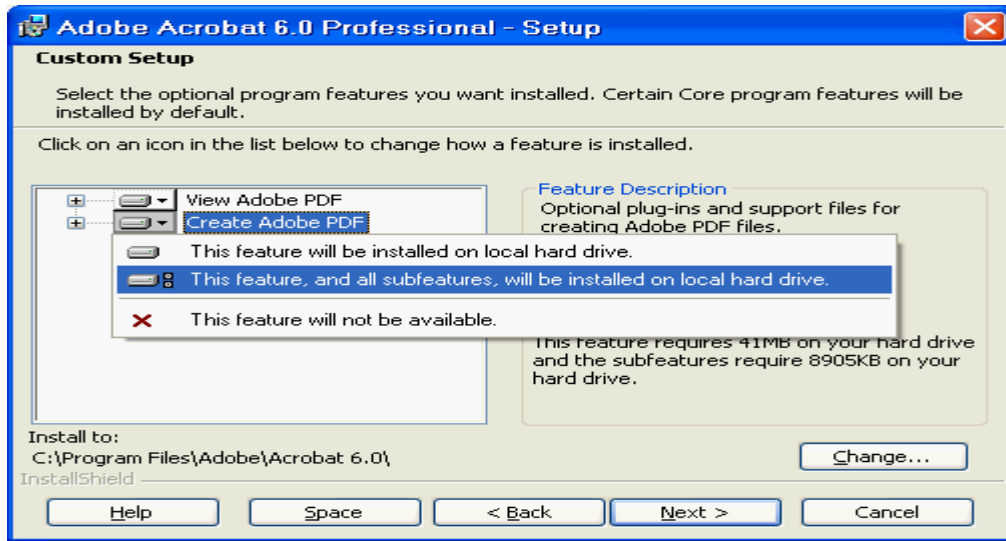 Adobe Acrobat 6.0 Professional - Setup
Custom Setup
Select the optional program features you want installed. Certain Core program features will be
installed by default.
Click on an icon in the list below to change how a feature is installed.
View Adobe PDF
Create Adobe PDF
Feature Description
Optional plug-ins and support files for
creating Adobe PDF files.
This feature will be installed on local hard drive.
This feature, and all subfeatures, will be installed on local hard drive.
This feature will not be available.
This feature requires 41MB on your hard drive
and the subfeatures require 8905KB on your
hard drive.
Install to:
C:\Program Files\Adobe\Acrobat 6.0\
Change...
InstallShield
Help
Space
< Back
Next >
Cancel